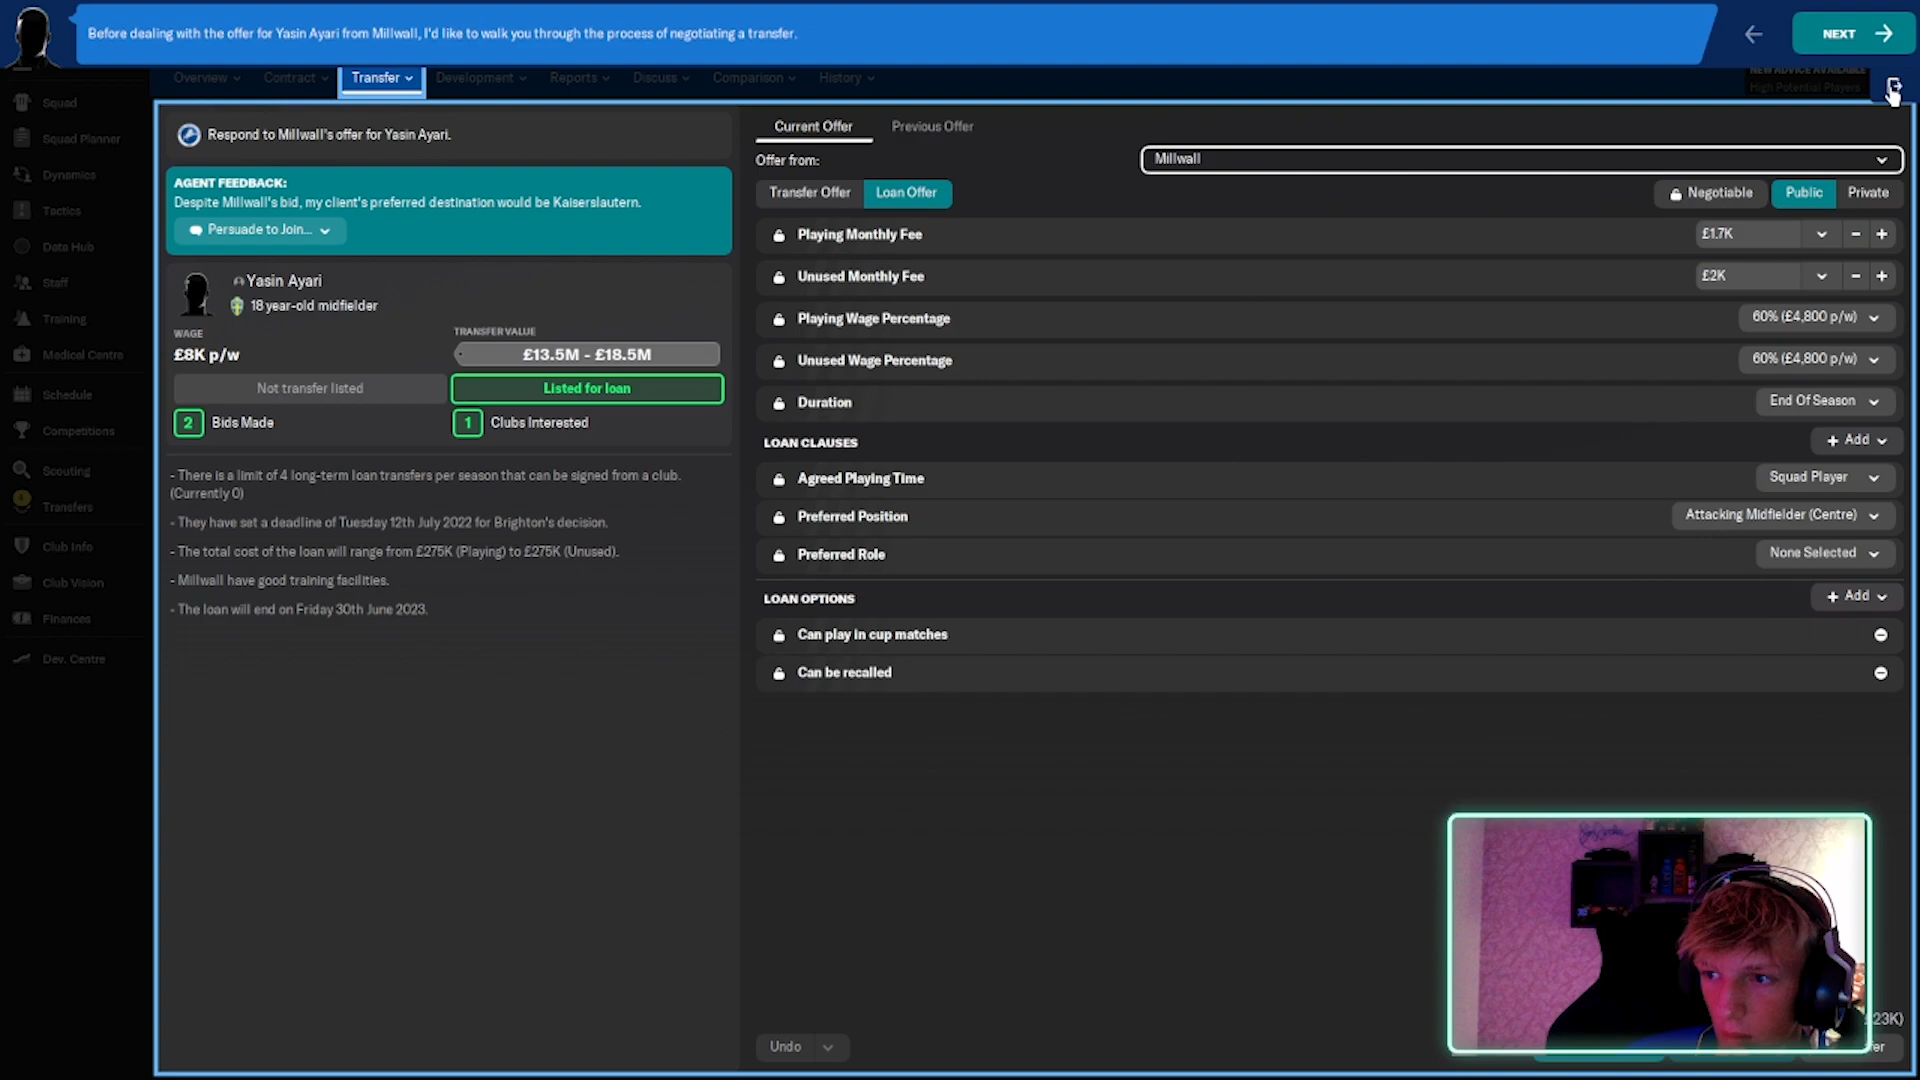 Before dealing with the offer for Yasin Ayari from Millwall, I'd like to walk you through the process of negotiating a transfer.
NEXT
Overview
Contract
Transfer
Development
Reports
Discuss
Comparison
History
NEW ADVICE AVAILABLE
High Potential Players
Squad
Squad Planner
Dynamics
Tactics
Data Hub
Staff
Training
Medical Centre
Schedule
Competitions
Scouting
Transfers
Club Info
Club Vision
Finances
Dev. Centre
Respond to Millwall's offer for Yasin Ayari.
AGENT FEEDBACK:
Despite Millwall's bid, my client's preferred destination would be Kaiserslautern.
Persuade to Join...
Yasin Ayari
18 year-old midfielder
WAGE
£8K p/w
TRANSFER VALUE
£13.5M - £18.5M
Not transfer listed
Listed for loan
2 Bids Made
1 Clubs Interested
- There is a limit of 4 long-term loan transfers per season that can be signed from a club.
(Currently 0)
- They have set a deadline of Tuesday 12th July 2022 for Brighton's decision.
- The total cost of the loan will range from £275K (Playing) to £275K (Unused).
- Millwall have good training facilities.
- The loan will end on Friday 30th June 2023.
Current Offer
Previous Offer
Offer from:
Millwall
Transfer Offer
Loan Offer
Negotiable
Public
Private
Playing Monthly Fee
£1.7K
- +
Unused Monthly Fee
£2K
- +
Playing Wage Percentage
60% (£4,800 p/w)
Unused Wage Percentage
60% (£4,800 p/w)
Duration
End Of Season
LOAN CLAUSES
+ Add
Agreed Playing Time
Squad Player
Preferred Position
Attacking Midfielder (Centre)
Preferred Role
None Selected
LOAN OPTIONS
+ Add
Can play in cup matches
Can be recalled
Undo
23K)